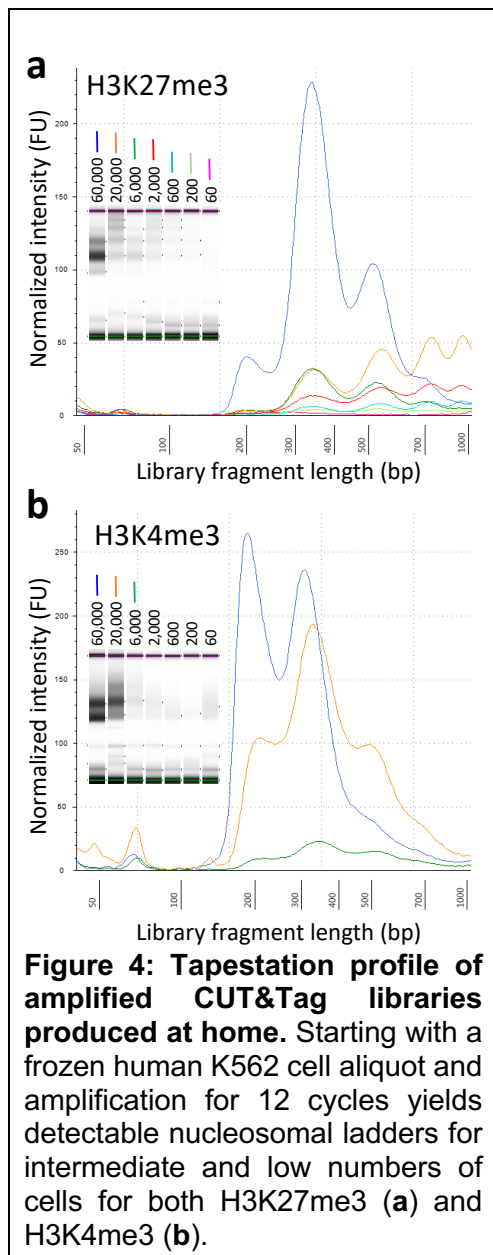 a
H3K27me3
Normalized intensity (FU)
200
150
100
50
0
60,000
20,000
6,000
2,000
600
200
60
50
100
200
300
400
500
700
1000
Library fragment length (bp)
b
H3K4me3
Normalized intensity (FU)
250
200
150
100
50
0
60,000
20,000
6,000
2,000
600
200
60
50
100
200
300
400
500
700
1000
Library fragment length (bp)
Figure 4: Tapestation profile of
amplified CUT&Tag libraries
produced at home. Starting with a
frozen human K562 cell aliquot and
amplification for 12 cycles yields
detectable nucleosomal ladders for
intermediate and low numbers of
cells for both H3K27me3 (a) and
H3K4me3 (b).